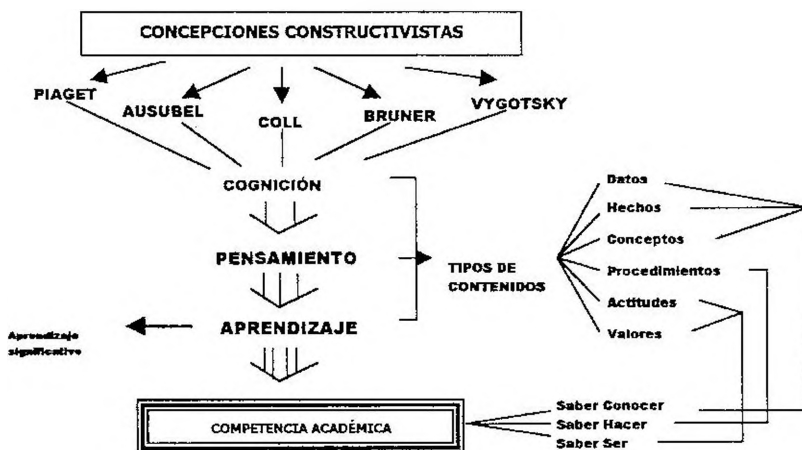 CONCEPCIONES CONSTRUCTIVISTAS
PIAGET
AUSUBEL
COLL
BRUNER
VYGOTSKY
COGNICIÓN
PENSAMIENTO
APRENDIZAJE
Aprendizaje
significativo
TIPOS DE
CONTENIDOS
Datos
Hechos
Conceptos
Procedimientos
Actitudes
Valores
COMPETENCIA ACADÉMICA
Saber Conocer
Saber Hacer
Saber Ser